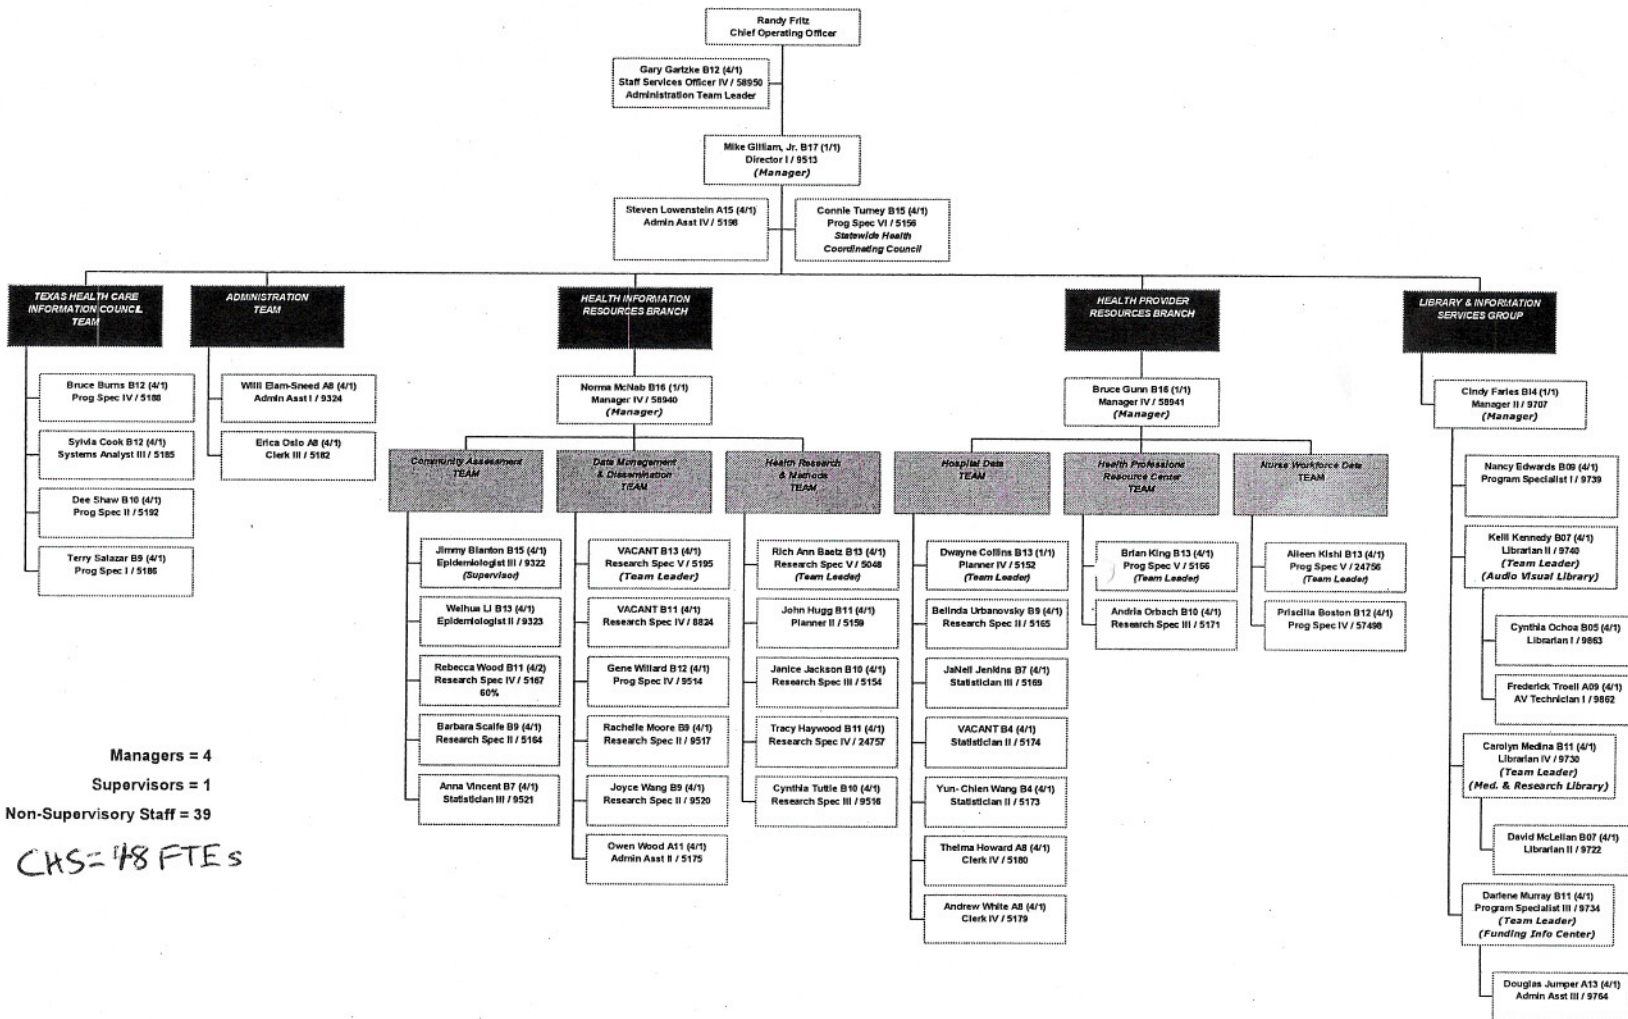 Randy Fritz
Chief Operating Officer
Gary Gartzke B12 (4/1)
Staff Services Officer IV / 58950
Administration Team Leader
Mike Gilliam, Jr. B17 (1/1)
Director I / 9513
(Manager)
Steven Lowenstein A15 (4/1)
Admin Asst IV / 5198
Connie Turney B15 (4/1)
Prog Spec VI / 5156
Statewide Health
Coordinating Council
TEXAS HEALTH CARE
INFORMATION COUNCIL
TEAM
Bruce Burns B12 (4/1)
Prog Spec IV / 5188
Sylvia Cook B12 (4/1)
Systems Analyst III / 5185
Dee Shaw B10 (4/1)
Prog Spec II / 5192
Terry Salazar B9 (4/1)
Prog Spec I / 5186
ADMINISTRATION
TEAM
Willi Elam-Sneed A8 (4/1)
Admin Asst I / 9324
Erica Oslo A8 (4/1)
Clerk III / 5182
HEALTH INFORMATION
RESOURCES BRANCH
Norma McNab B16 (1/1)
Manager IV / 58940
(Manager)
Community Assessment
TEAM
Jimmy Blanton B15 (4/1)
Epidemiologist III / 9322
(Supervisor)
Weihua Li B13 (4/1)
Epidemiologist II / 9323
Rebecca Wood B11 (4/2)
Research Spec IV / 5167
60%
Barbara Scaife B9 (4/1)
Research Spec II / 5164
Anna Vincent B7 (4/1)
Statistician III / 9521
Data Management
& Dissemination
TEAM
VACANT B13 (4/1)
Research Spec V / 5195
(Team Leader)
VACANT B11 (4/1)
Research Spec IV / 8824
Gene Willard B12 (4/1)
Prog Spec IV / 9514
Rachelle Moore B9 (4/1)
Research Spec II / 9517
Joyce Wang B9 (4/1)
Research Spec II / 9520
Owen Wood A11 (4/1)
Admin Asst II / 5175
Health Research
& Methods
TEAM
Rich Ann Baetz B13 (4/1)
Research Spec V / 5048
(Team Leader)
John Hugg B11 (4/1)
Planner II / 5159
Janice Jackson B10 (4/1)
Research Spec III / 5154
Tracy Haywood B11 (4/1)
Research Spec IV / 24757
Cynthia Tuttle B10 (4/1)
Research Spec III / 9516
HEALTH PROVIDER
RESOURCES BRANCH
Bruce Gunn B16 (1/1)
Manager IV / 58941
(Manager)
Hospital Data
TEAM
Dwayne Collins B13 (1/1)
Planner IV / 5152
(Team Leader)
Belinda Urbanovsky B9 (4/1)
Research Spec II / 5165
JaNell Jenkins B7 (4/1)
Statistician III / 5169
VACANT B4 (4/1)
Statistician II / 5174
Yun- Chien Wang B4 (4/1)
Statistician II / 5173
Thelma Howard A8 (4/1)
Clerk IV / 5180
Andrew White A8 (4/1)
Clerk IV / 5179
Health Professions
Resource Center
TEAM
Brian King B13 (4/1)
Prog Spec V / 5166
(Team Leader)
Andria Orbach B10 (4/1)
Research Spec III / 5171
Nurse Workforce Data
TEAM
Aileen Kishi B13 (4/1)
Prog Spec V / 24756
(Team Leader)
Priscilla Boston B12 (4/1)
Prog Spec IV / 57498
LIBRARY & INFORMATION
SERVICES GROUP
Cindy Faries BI4 (1/1)
Manager II / 9707
(Manager)
Nancy Edwards B09 (4/1)
Program Specialist I / 9739
Kelli Kennedy B07 (4/1)
Librarian II / 9740
(Team Leader)
(Audio Visual Library)
Cynthia Ochoa B05 (4/1)
Librarian I / 9863
Frederick Troell A09 (4/1)
AV Technician I / 9862
Carolyn Medina B11 (4/1)
Librarian IV / 9730
(Team Leader)
(Med. & Research Library)
David McLellan B07 (4/1)
Librarian II / 9722
Darlene Murray B11 (4/1)
Program Specialist III / 9734
(Team Leader)
(Funding Info Center)
Douglas Jumper A13 (4/1)
Admin Asst III / 9764
Managers = 4
Supervisors = 1
Non-Supervisory Staff = 39
CHS = 48 FTEs